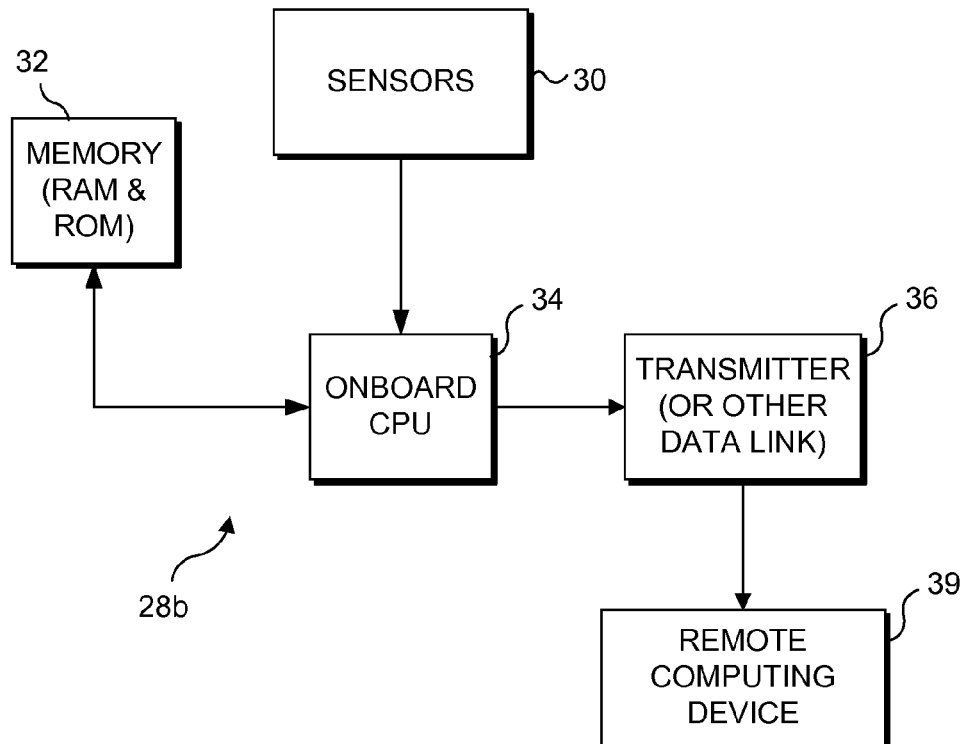 SENSORS
30
32
MEMORY
(RAM &
ROM)
34
ONBOARD
CPU
36
TRANSMITTER
(OR OTHER
DATA LINK)
28b
39
REMOTE
COMPUTING
DEVICE